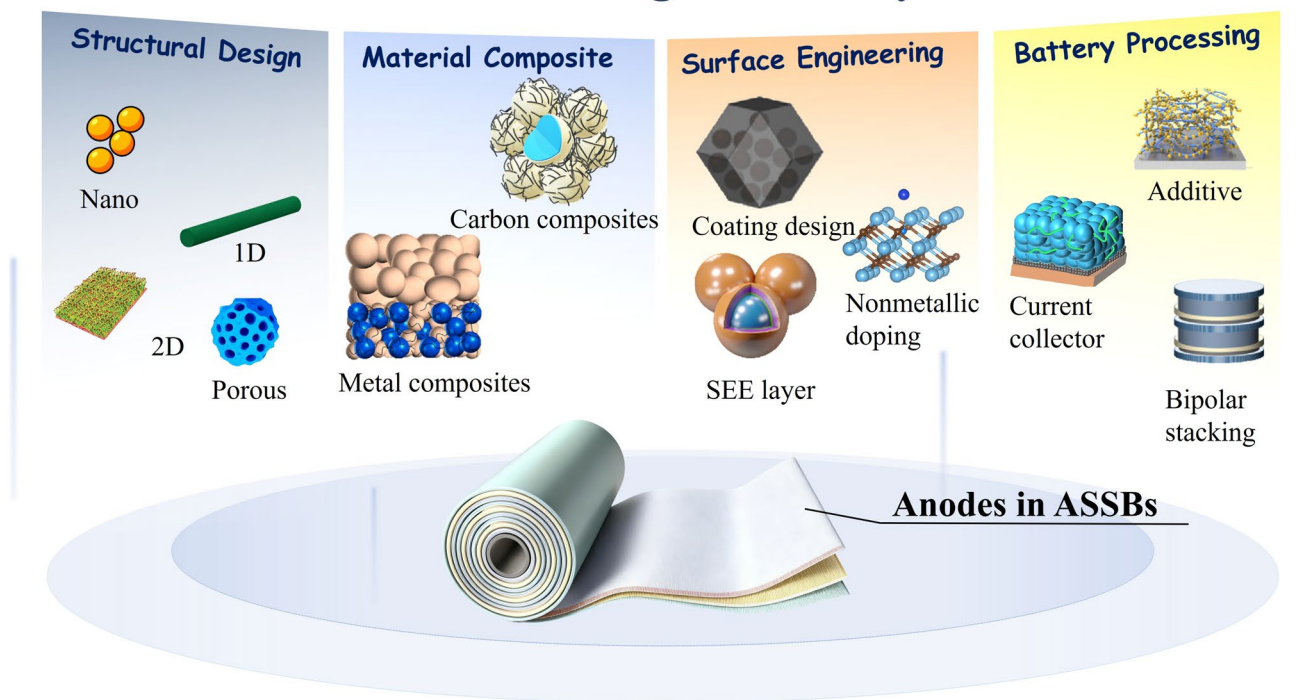 Structural Design
Nano
1D
2D
Porous
Material Composite
Carbon composites
Metal composites
Surface Engineering
Coating design
Nonmetallic
doping
SEE layer
Battery Processing
Additive
Current
collector
Bipolar
stacking
Anodes in ASSBs